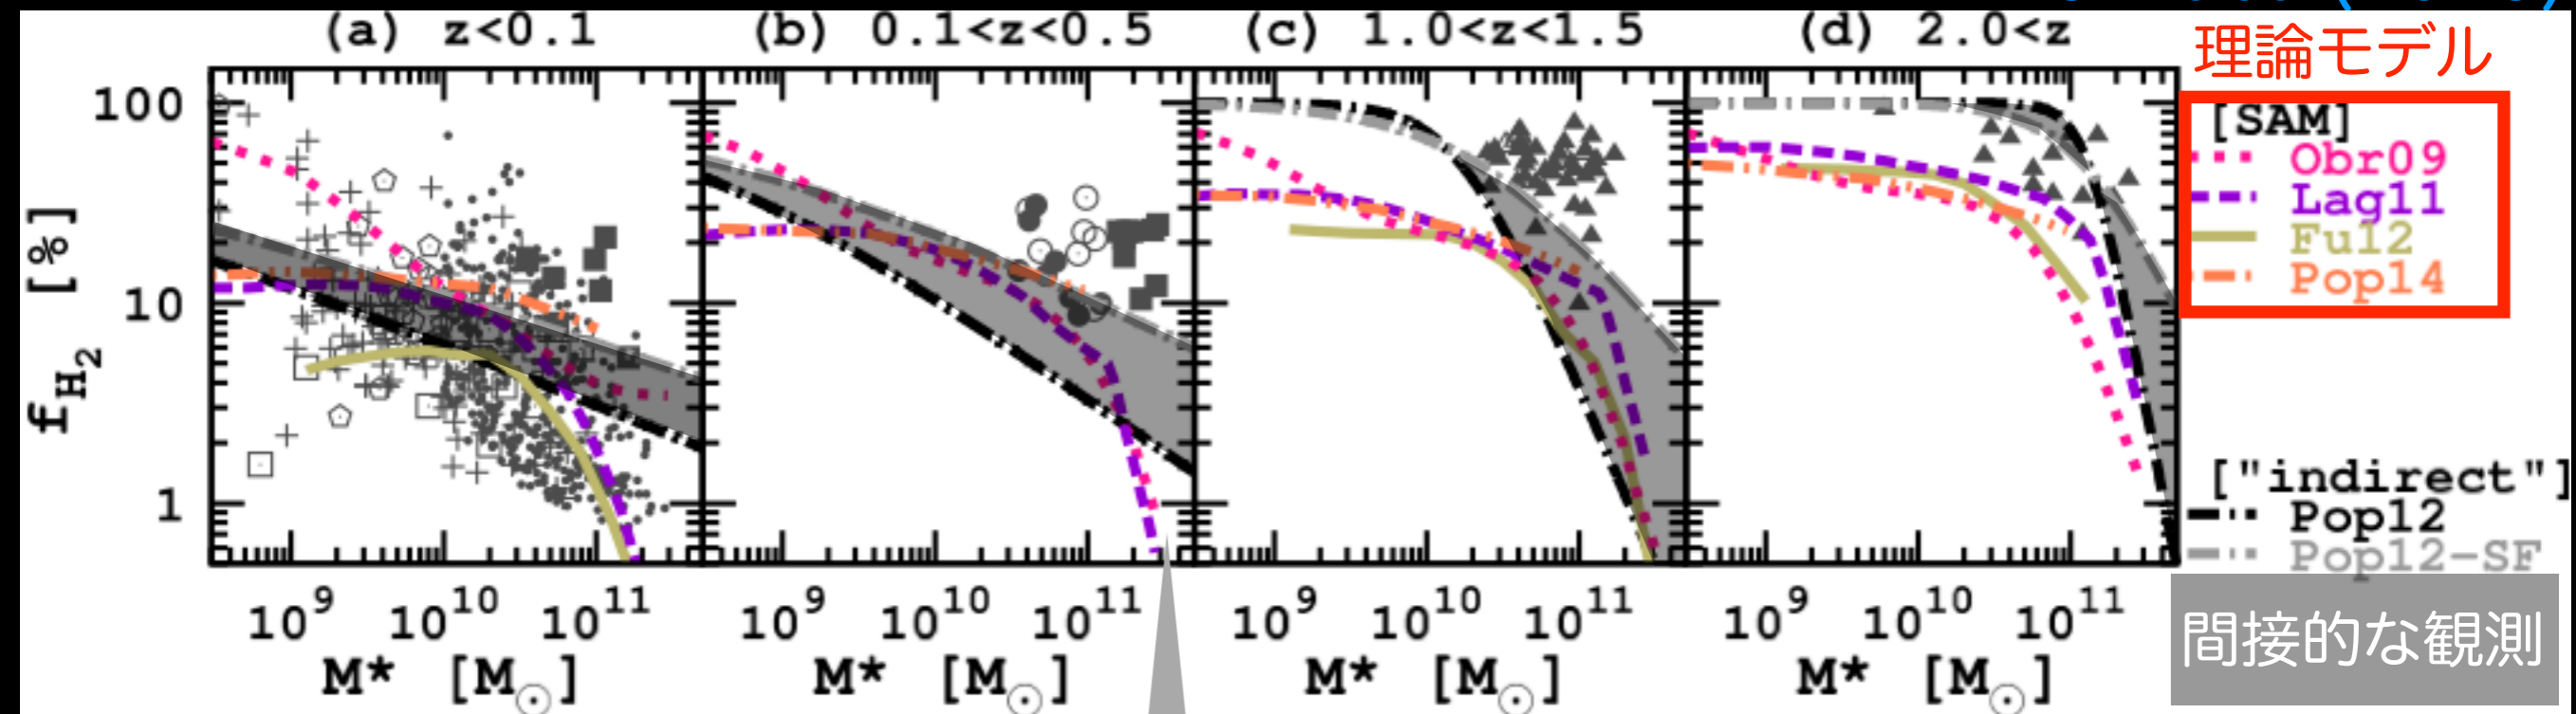 (a) z<0.1
(b) 0.1<z<0.5
(c) 1.0<z<1.5
(d) 2.0<z
理論モデル
100
10
1
f_H2 [%]
[SAM]
Obr09
Lag11
Fu12
Pop14
["indirect"]
Pop12
Pop12-SF
間接的な観測
10^9 10^10 10^11
10^9 10^10 10^11
10^9 10^10 10^11
10^9 10^10 10^11
M* [M☉]
M* [M☉]
M* [M☉]
M* [M☉]